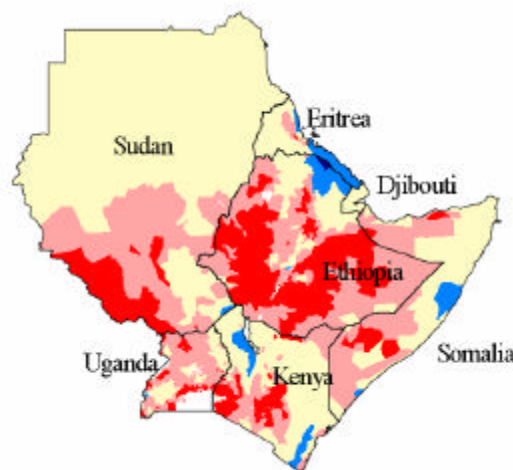 Eritrea
Sudan
Djibouti
Ethiopia
Somalia
Uganda
Kenya